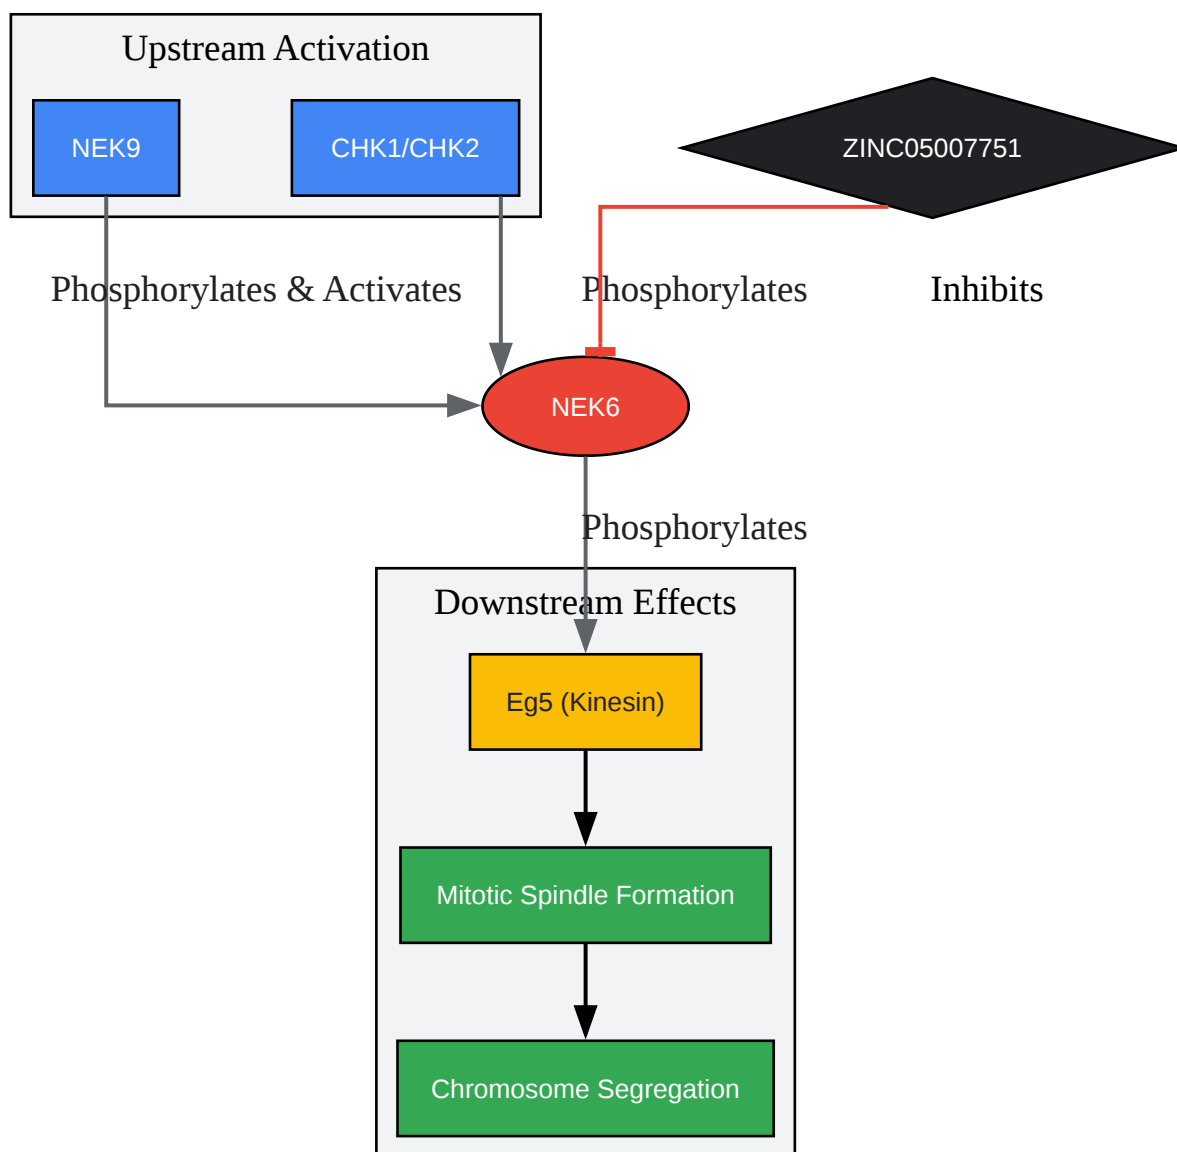 Upstream Activation
NEK9
CHK1/CHK2
ZINC05007751
Phosphorylates & Activates
Phosphorylates
Inhibits
NEK6
Phosphorylates
Downstream Effects
Eg5 (Kinesin)
Mitotic Spindle Formation
Chromosome Segregation